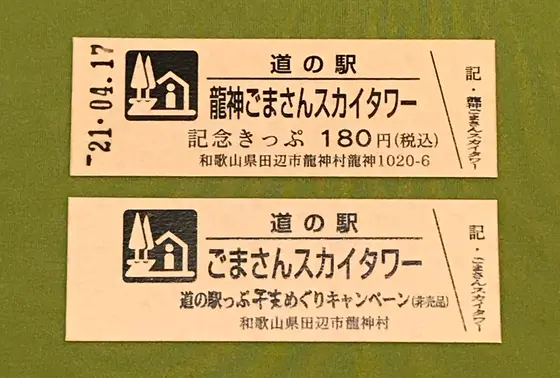 '21.04.17
道の駅
龍神ごまさんスカイタワー
記念きっぷ 180円(税込)
和歌山県田辺市龍神村龍神1020-6
記・龍神ごまさんスカイタワー
道の駅
ごまさんスカイタワー
道の駅っぷ干支めぐりキャンペーン(非売品)
和歌山県田辺市龍神村
記・ごまさんスカイタワー